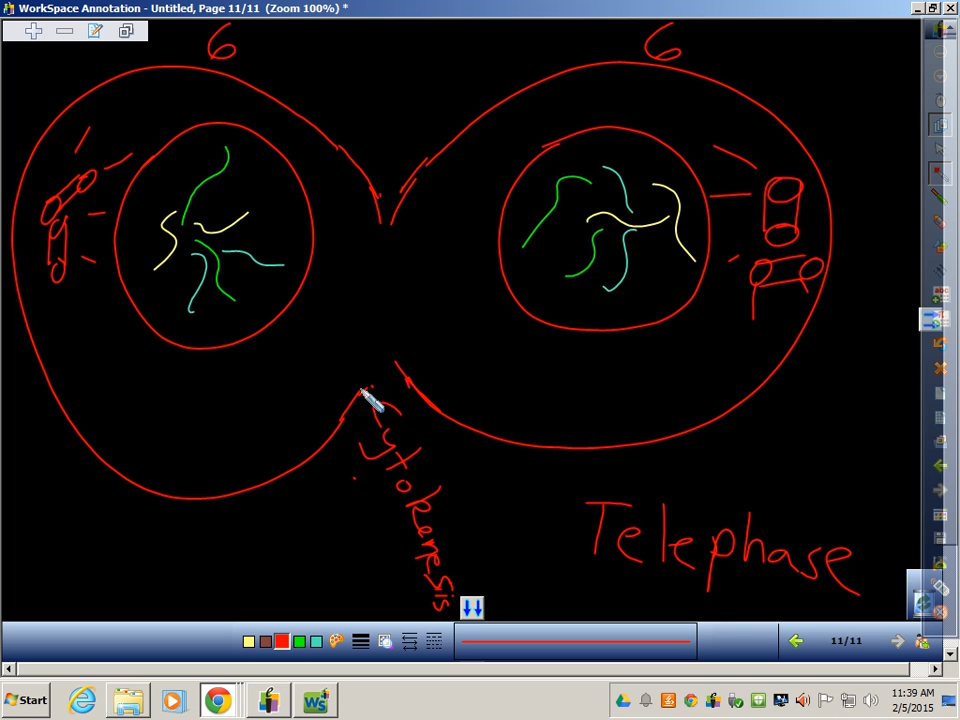 WorkSpace Annotation - Untitled, Page 11/11 (Zoom 100%) *
6
6
Cytokenesis
Telephase
11/11
Start
11:39 AM
2/5/2015